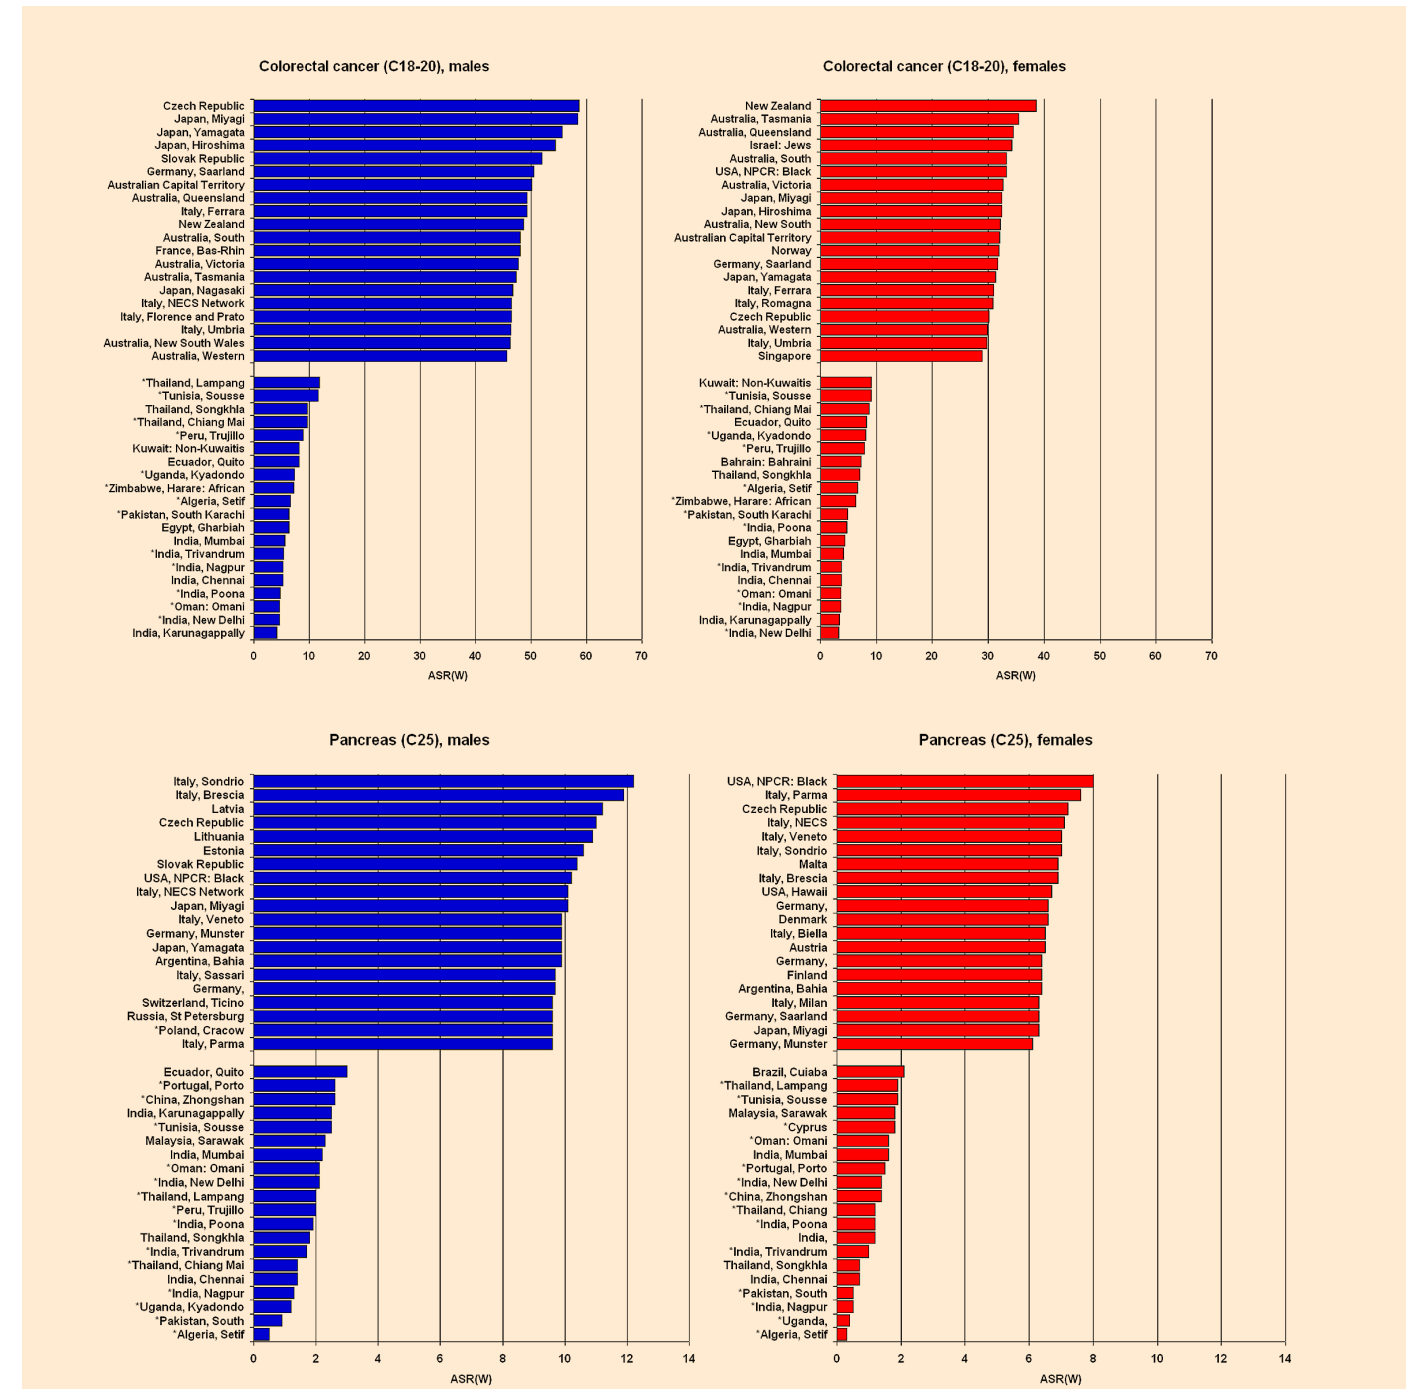 Colorectal cancer (C18-20), males
Czech Republic
Japan, Miyagi
Japan, Yamagata
Japan, Hiroshima
Slovak Republic
Germany, Saarland
Australian Capital Territory
Australia, Queensland
Italy, Ferrara
New Zealand
Australia, South
France, Bas-Rhin
Australia, Victoria
Australia, Tasmania
Japan, Nagasaki
Italy, NECS Network
Italy, Florence and Prato
Italy, Umbria
Australia, New South Wales
Australia, Western
*Thailand, Lampang
*Tunisia, Sousse
Thailand, Songkhla
*Thailand, Chiang Mai
*Peru, Trujillo
Kuwait: Non-Kuwaitis
Ecuador, Quito
*Uganda, Kyadondo
*Zimbabwe, Harare: African
*Algeria, Setif
*Pakistan, South Karachi
Egypt, Gharbiah
India, Mumbai
*India, Trivandrum
*India, Nagpur
India, Chennai
*India, Poona
*Oman: Omani
*India, New Delhi
India, Karunagappally
0 10 20 30 40 50 60 70
ASR(W)
Colorectal cancer (C18-20), females
New Zealand
Australia, Tasmania
Australia, Queensland
Israel: Jews
Australia, South
USA, NPCR: Black
Australia, Victoria
Japan, Miyagi
Japan, Hiroshima
Australia, New South
Australian Capital Territory
Norway
Germany, Saarland
Japan, Yamagata
Italy, Ferrara
Italy, Romagna
Czech Republic
Australia, Western
Italy, Umbria
Singapore
Kuwait: Non-Kuwaitis
*Tunisia, Sousse
*Thailand, Chiang Mai
Ecuador, Quito
*Uganda, Kyadondo
*Peru, Trujillo
Bahrain: Bahraini
Thailand, Songkhla
*Algeria, Setif
*Zimbabwe, Harare: African
*Pakistan, South Karachi
*India, Poona
Egypt, Gharbiah
India, Mumbai
*India, Trivandrum
India, Chennai
*Oman: Omani
*India, Nagpur
India, Karunagappally
*India, New Delhi
0 10 20 30 40 50 60 70
ASR(W)
Pancreas (C25), males
Italy, Sondrio
Italy, Brescia
Latvia
Czech Republic
Lithuania
Estonia
Slovak Republic
USA, NPCR: Black
Italy, NECS Network
Japan, Miyagi
Italy, Veneto
Germany, Munster
Japan, Yamagata
Argentina, Bahia
Italy, Sassari
Germany,
Switzerland, Ticino
Russia, St Petersburg
*Poland, Cracow
Italy, Parma
Ecuador, Quito
*Portugal, Porto
*China, Zhongshan
India, Karunagappally
*Tunisia, Sousse
Malaysia, Sarawak
India, Mumbai
*Oman: Omani
*India, New Delhi
*Thailand, Lampang
*Peru, Trujillo
*India, Poona
Thailand, Songkhla
*India, Trivandrum
*Thailand, Chiang Mai
India, Chennai
*India, Nagpur
*Uganda, Kyadondo
*Pakistan, South
*Algeria, Setif
0 2 4 6 8 10 12 14
ASR(W)
Pancreas (C25), females
USA, NPCR: Black
Italy, Parma
Czech Republic
Italy, NECS
Italy, Veneto
Italy, Sondrio
Malta
Italy, Brescia
USA, Hawaii
Germany,
Denmark
Italy, Biella
Austria
Germany,
Finland
Argentina, Bahia
Italy, Milan
Germany, Saarland
Japan, Miyagi
Germany, Munster
Brazil, Cuiaba
*Thailand, Lampang
*Tunisia, Sousse
Malaysia, Sarawak
*Cyprus
*Oman: Omani
India, Mumbai
*Portugal, Porto
*India, New Delhi
*China, Zhongshan
*Thailand, Chiang
*India, Poona
India,
*India, Trivandrum
Thailand, Songkhla
India, Chennai
*Pakistan, South
*India, Nagpur
*Uganda,
*Algeria, Setif
0 2 4 6 8 10 12 14
ASR(W)